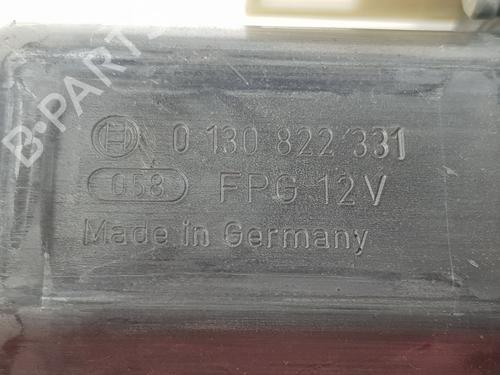 B-PARTS
0 130 822 331
058 FPG 12V
Made in Germany